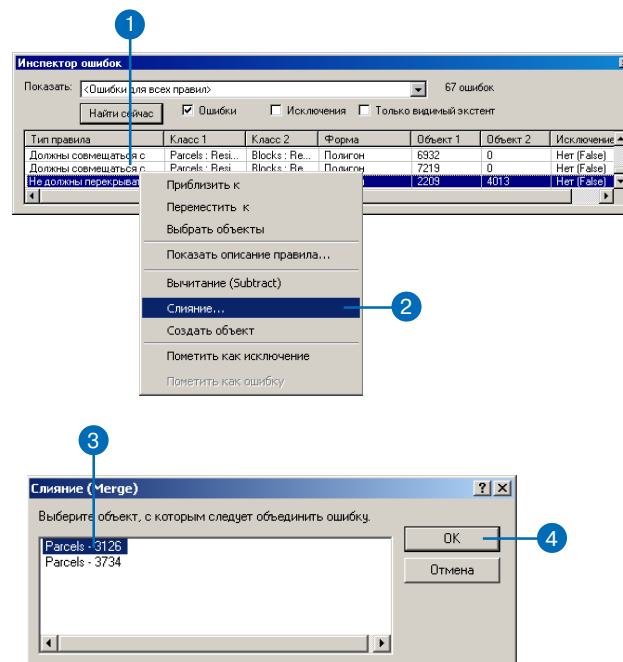 1
Инспектор ошибок
Показать: <Ошибки для всех правил> 67 ошибок
Найти сейчас Ошибки Исключения Только видимый экстент
Тип правила Класс 1 Класс 2 Форма Объект 1 Объект 2 Исключение
Должны совмещаться с Parcels : Resi... Blocks : Re... Полигон 6932 0 Нет (False)
Должны совмещаться с Parcels : Resi Blocks : Re Полигон 7219 0 Нет (False)
Не должны перекрыват 2209 4013 Нет (False)
Приблизить к
Переместить к
Выбрать объекты
Показать описание правила...
Вычитание (Subtract)
Слияние... 2
Создать объект
Пометить как исключение
Пометить как ошибку
3
Слияние (Merge)
Выберите объект, с которым следует объединить ошибку.
Parcels - 3126
Parcels - 3734
OK 4
Отмена